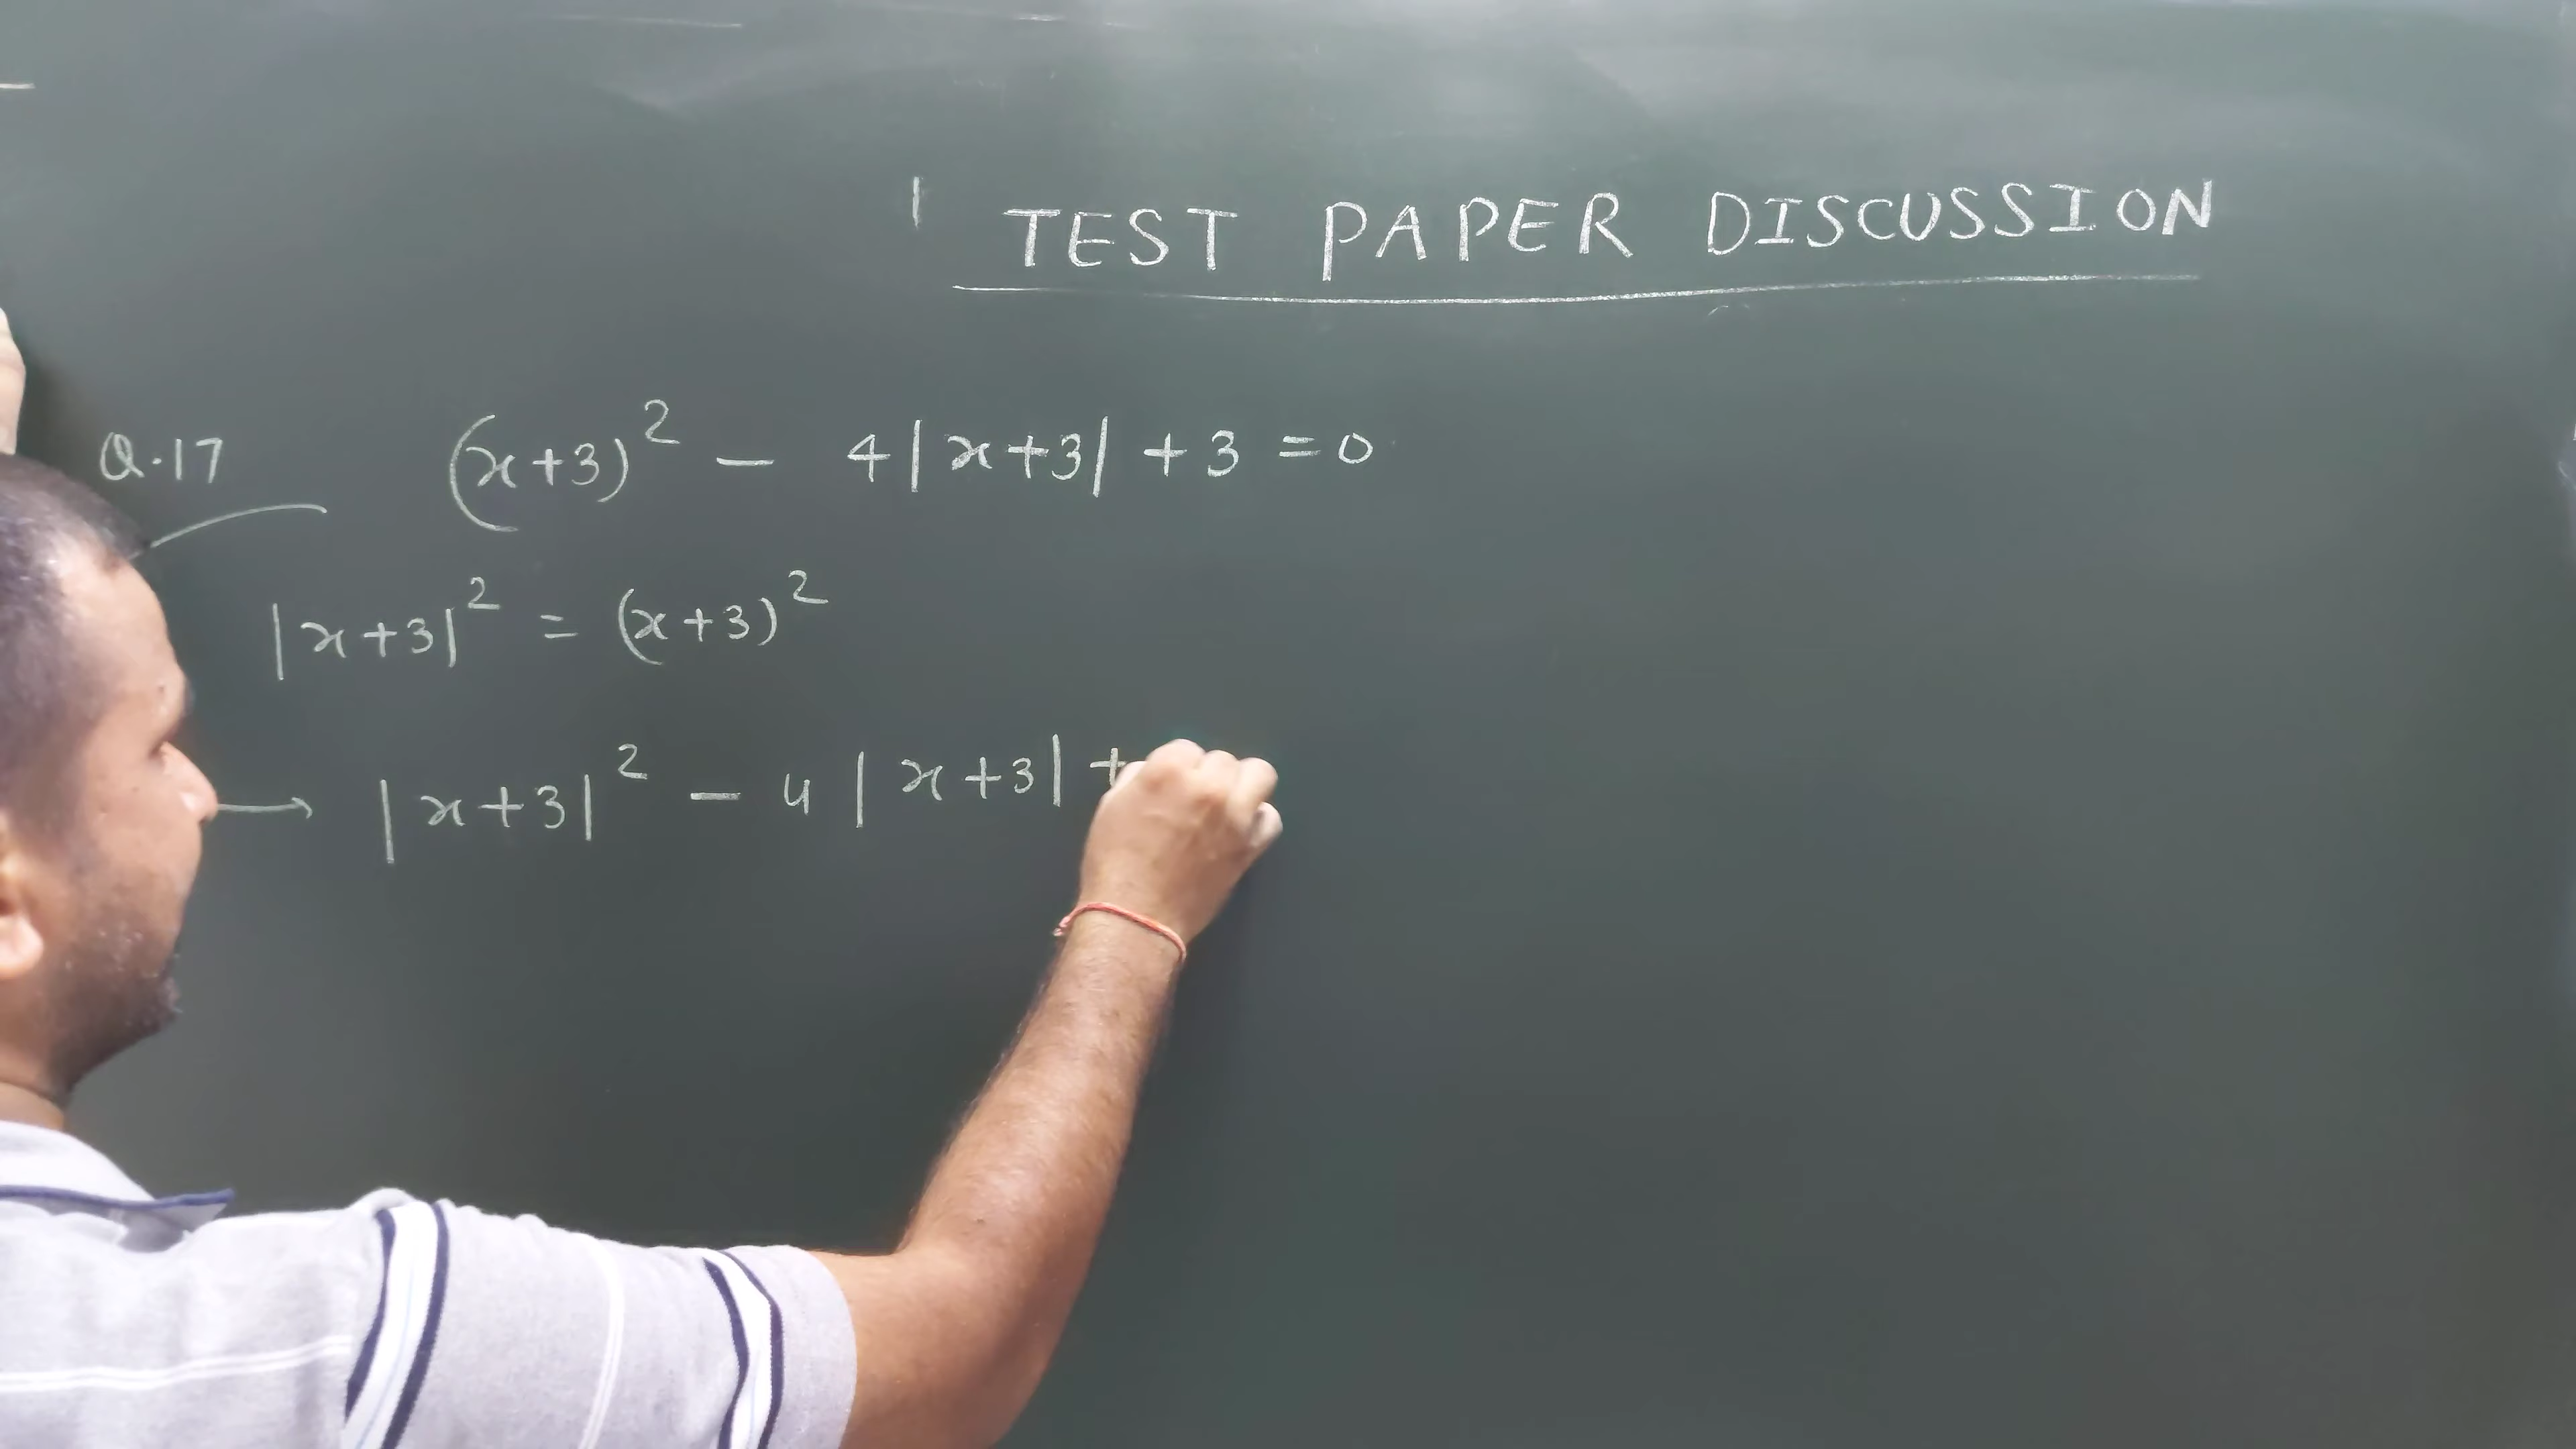 TEST PAPER DISCUSSION
Q.17 (x+3)² - 4|x+3| + 3 = 0
|x+3|² = (x+3)²
→ |x+3|² - 4|x+3| +